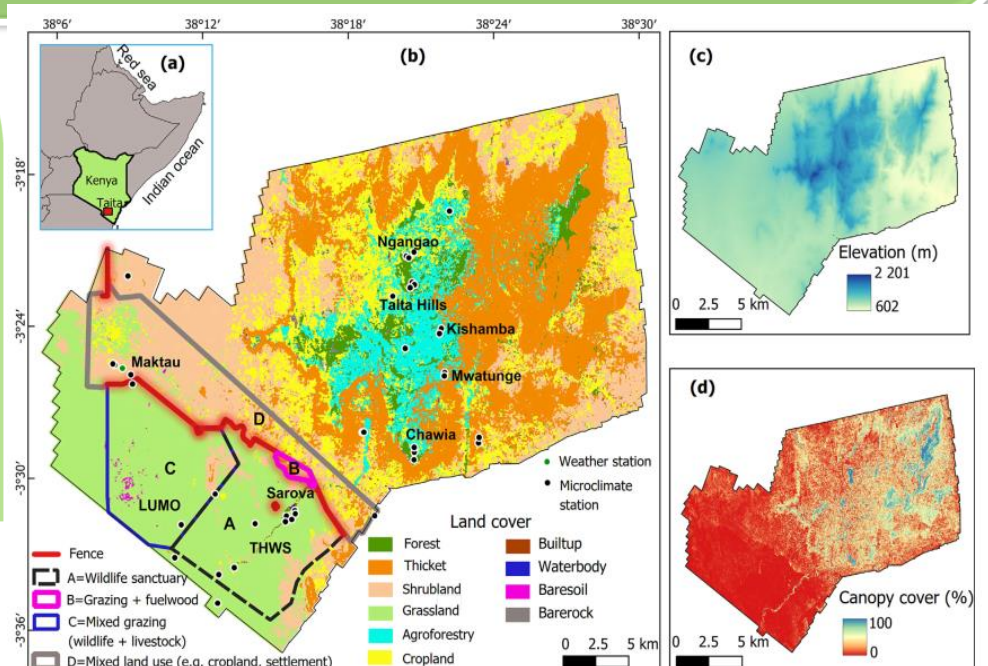 38°6'
38°12'
38°18'
38°24'
38°30'
(a)
Red sea
Indian ocean
Kenya
Taita
(b)
-3°18'
-3°24'
-3°30'
-3°36'
Ngangao
Taita Hills
Kishamba
Mwatunge
Chawia
Maktau
D
B
C
Sarova
LUMO
A
THWS
Weather station
Microclimate
station
Fence
A=Wildlife sanctuary
B=Grazing + fuelwood
C=Mixed grazing
(wildlife + livestock)
D=Mixed land use (e.g. cropland, settlement)
Land cover
Forest
Thicket
Shrubland
Grassland
Agroforestry
Cropland
Builtup
Waterbody
Baresoil
Barerock
0 2.5 5 km
(c)
Elevation (m)
2 201
602
0 2.5 5 km
(d)
Canopy cover (%)
100
0
0 2.5 5 km